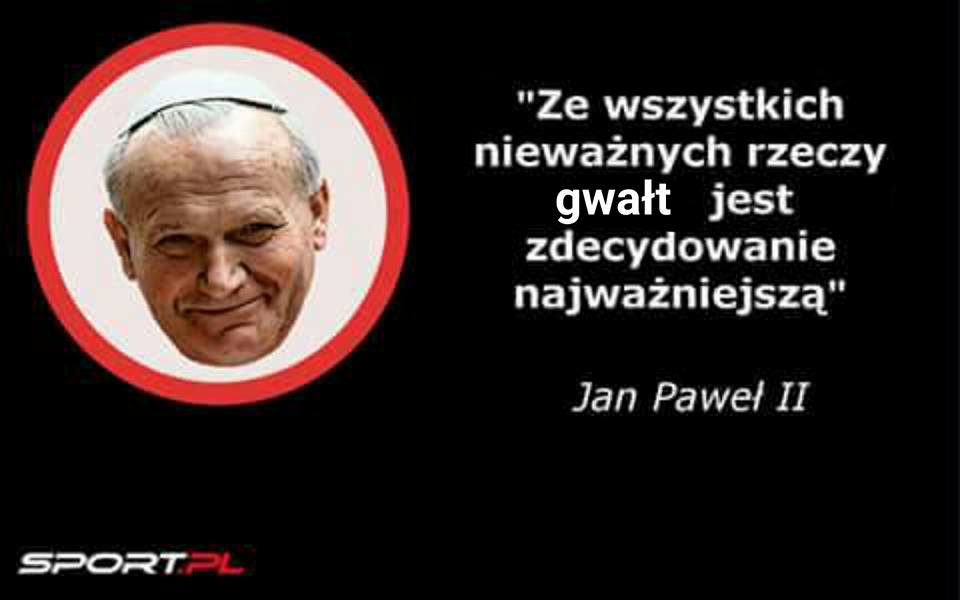 "Ze wszystkich
nieważnych rzeczy
gwałt jest
zdecydowanie
najważniejszą"
Jan Paweł II
SPORT.PL